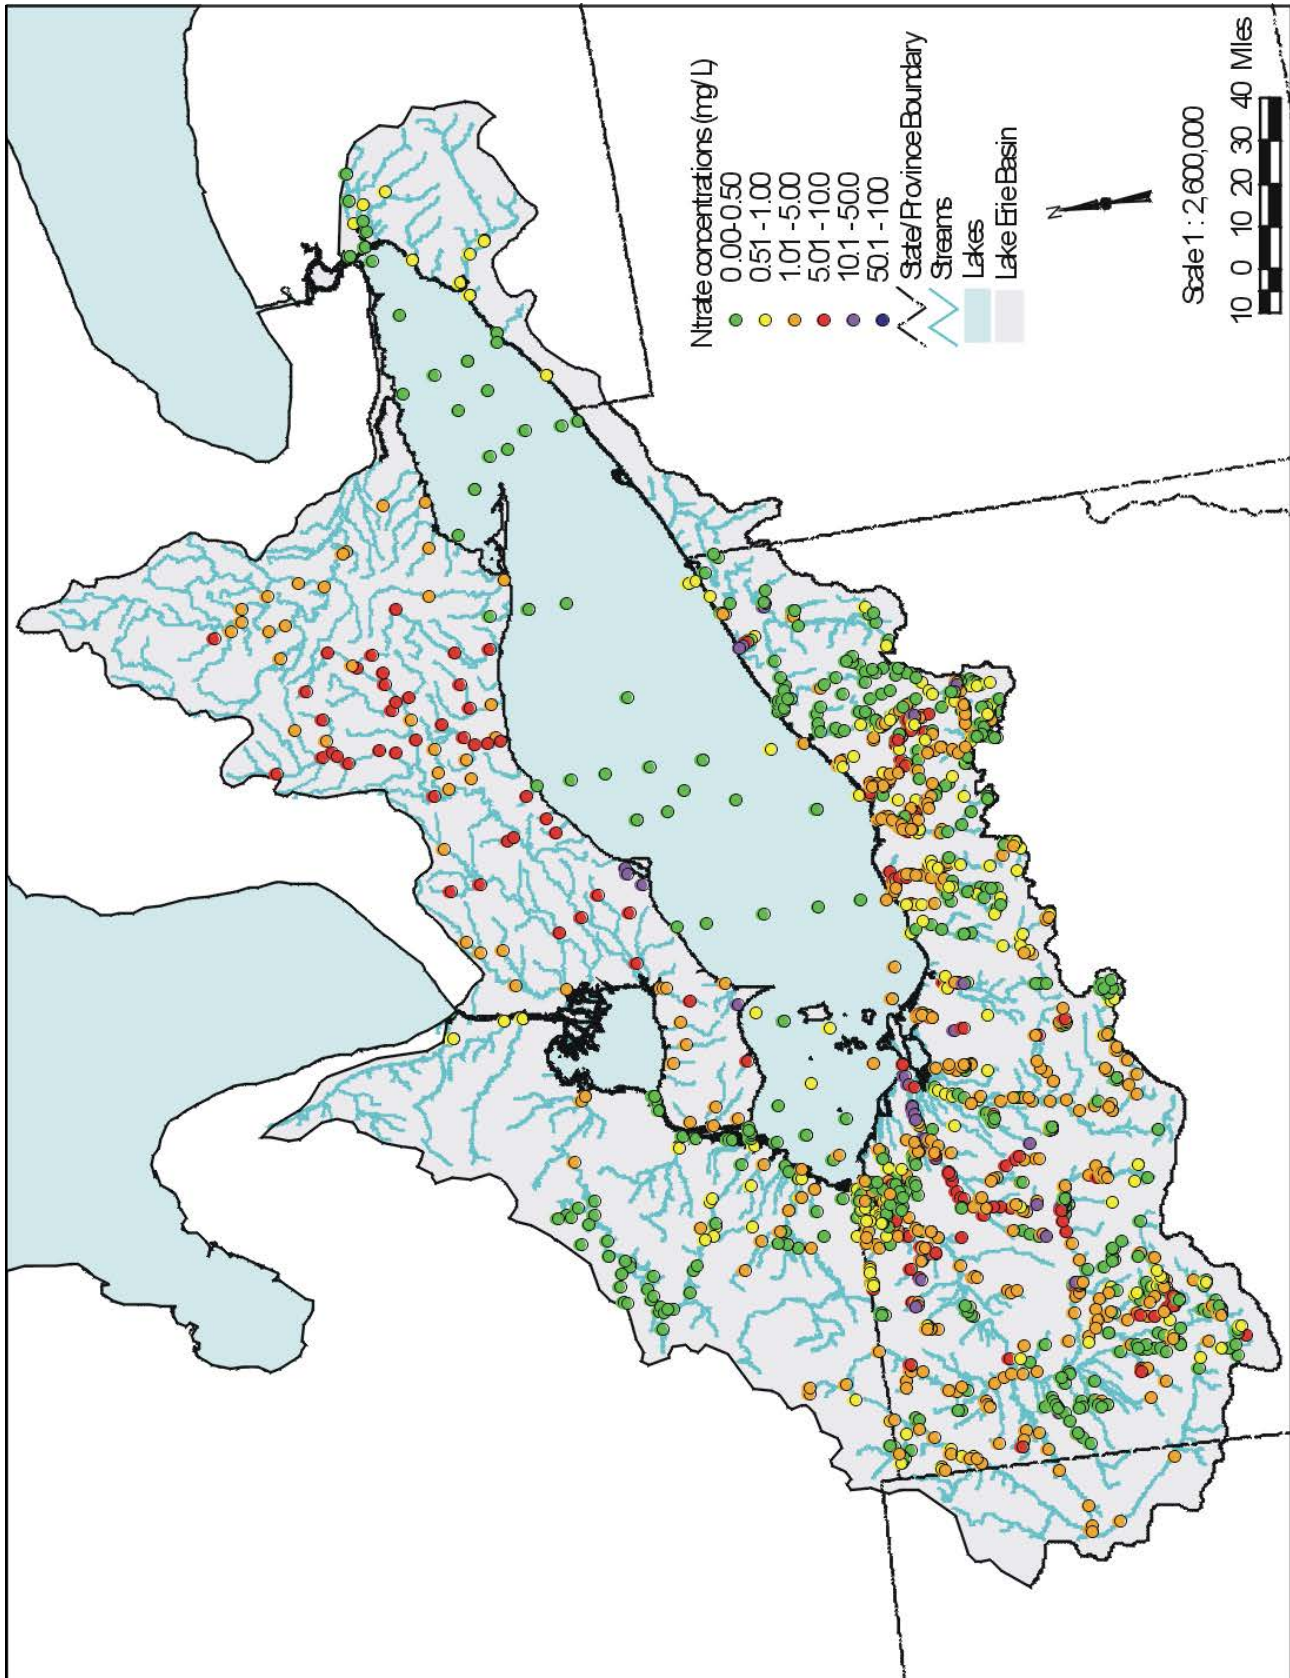 Nitrate concentrations (mg/L)
0.00-0.50
0.51-1.00
1.01-5.00
5.01-10.0
10.1-50.0
50.1-100
State/Province Boundary
Streams
Lakes
Lake Erie Basin
N
Scale 1 : 2,600,000
10 0 10 20 30 40 Miles